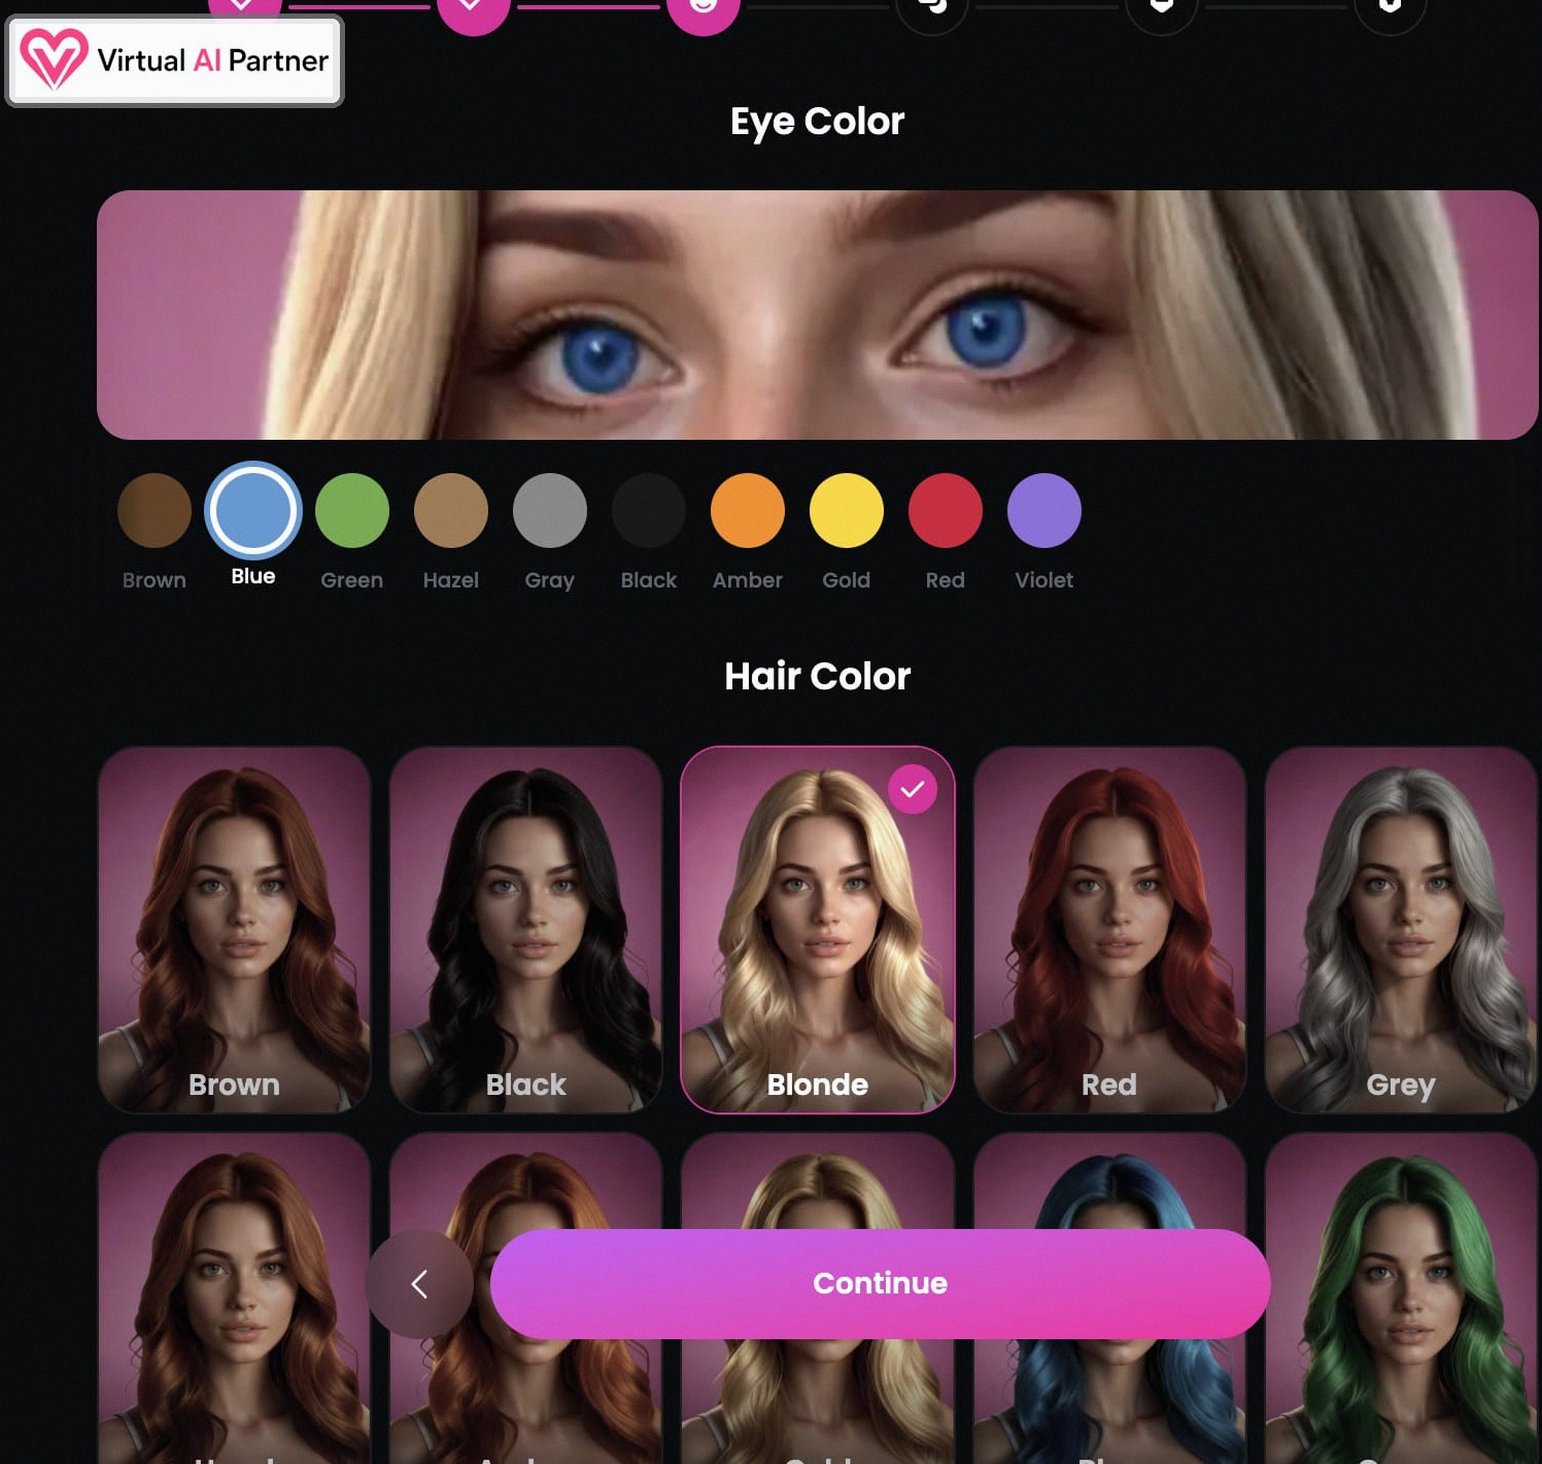 Virtual AI Partner
Eye Color
Brown Blue Green Hazel Gray Black Amber Gold Red Violet
Hair Color
Brown Black Blonde Red Grey
Continue